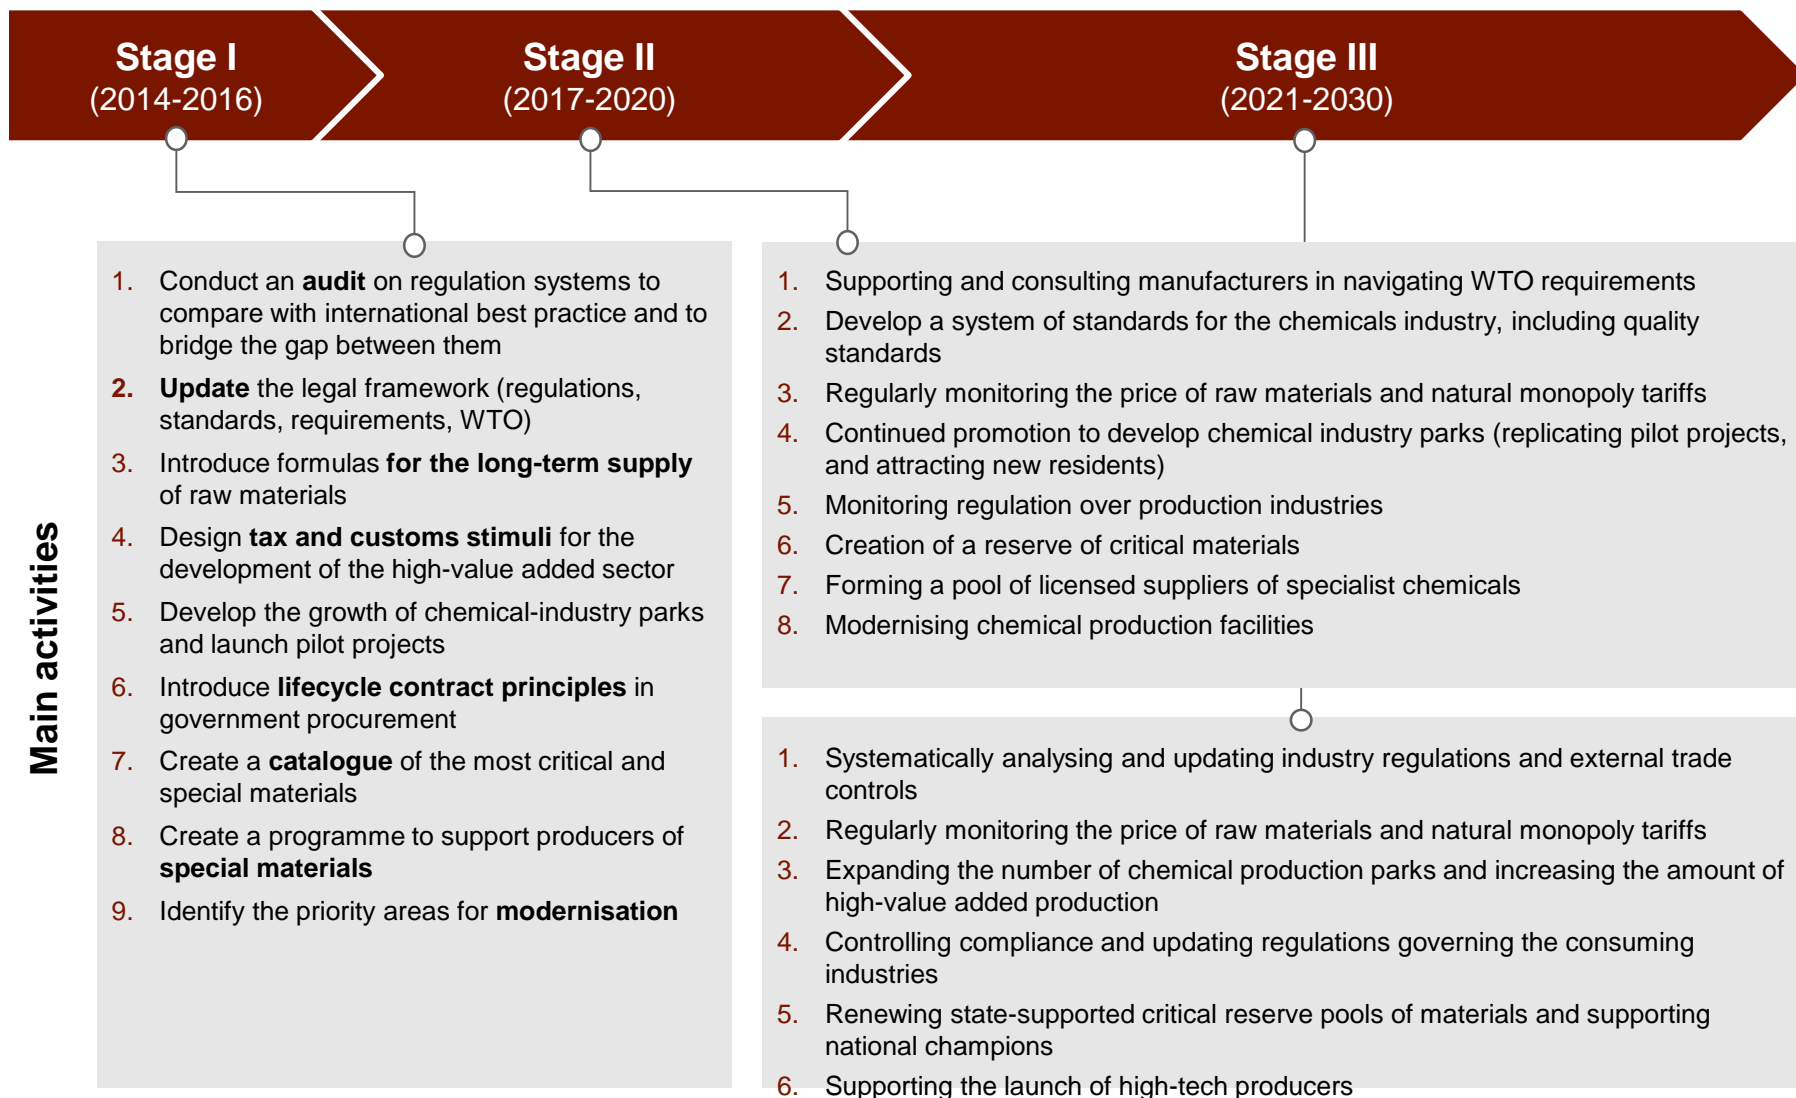 Stage I
(2014-2016)
Stage II
(2017-2020)
Stage III
(2021-2030)
Main activities
1. Conduct an audit on regulation systems to
compare with international best practice and to
bridge the gap between them
2. Update the legal framework (regulations,
standards, requirements, WTO)
3. Introduce formulas for the long-term supply
of raw materials
4. Design tax and customs stimuli for the
development of the high-value added sector
5. Develop the growth of chemical-industry parks
and launch pilot projects
6. Introduce lifecycle contract principles in
government procurement
7. Create a catalogue of the most critical and
special materials
8. Create a programme to support producers of
special materials
9. Identify the priority areas for modernisation
1. Supporting and consulting manufacturers in navigating WTO requirements
2. Develop a system of standards for the chemicals industry, including quality
standards
3. Regularly monitoring the price of raw materials and natural monopoly tariffs
4. Continued promotion to develop chemical industry parks (replicating pilot projects,
and attracting new residents)
5. Monitoring regulation over production industries
6. Creation of a reserve of critical materials
7. Forming a pool of licensed suppliers of specialist chemicals
8. Modernising chemical production facilities
1. Systematically analysing and updating industry regulations and external trade
controls
2. Regularly monitoring the price of raw materials and natural monopoly tariffs
3. Expanding the number of chemical production parks and increasing the amount of
high-value added production
4. Controlling compliance and updating regulations governing the consuming
industries
5. Renewing state-supported critical reserve pools of materials and supporting
national champions
6. Supporting the launch of high-tech producers